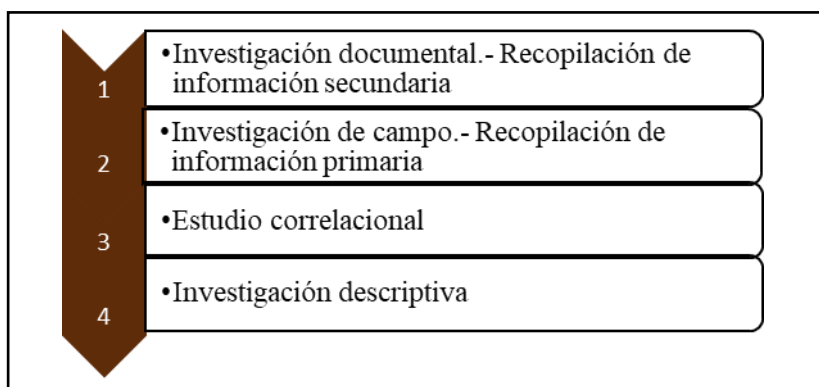 1
•Investigación documental.- Recopilación de
información secundaria
2
•Investigación de campo.- Recopilación de
información primaria
3
•Estudio correlacional
4
•Investigación descriptiva